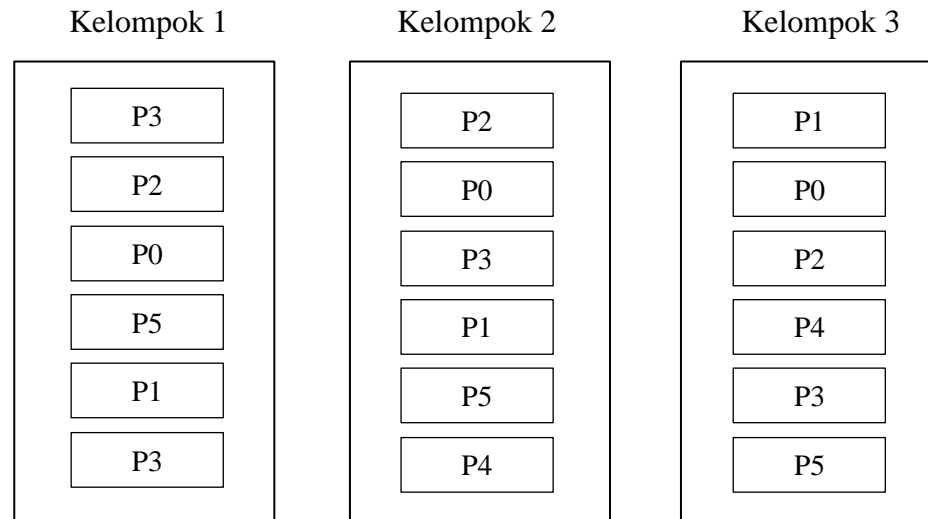 Kelompok 1 Kelompok 2 Kelompok 3
P3 P2 P1
P2 P0 P0
P0 P3 P2
P5 P1 P4
P1 P5 P3
P3 P4 P5